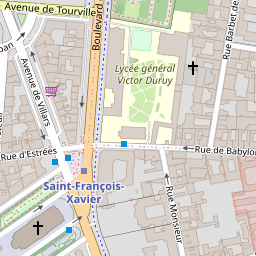 Avenue de Tourville
Boulevard
Rue Barbet de
Lycée général
Victor Duruy
Avenue de Villars
Rue d'Estrées
Rue de Babylon
Saint-François-
Xavier
Rue Monsieur